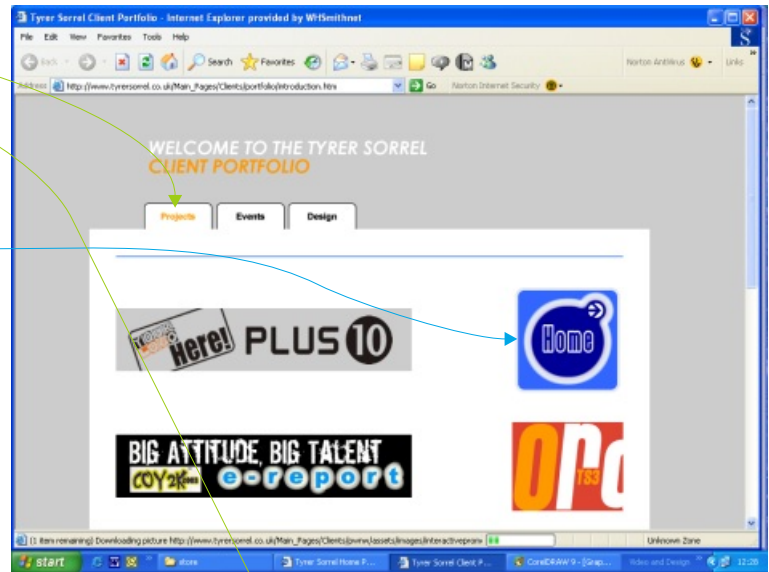 Tyrer Sorrel Client Portfolio - Internet Explorer provided by WHSmithnet
File Edit View Favorites Tools Help
Back Search Favorites Norton AntiVirus Links
Address http://www.tyrersorrel.co.uk/Main_Pages/Clients/portfolio/introduction.htm Go Norton Internet Security
WELCOME TO THE TYRER SORREL
CLIENT PORTFOLIO
Projects Events Design
Here! PLUS 10
Home
BIG ATTITUDE, BIG TALENT
COY2K e-report
TS3
(1 item remaining) Downloading picture http://www.tyrersorrel.co.uk/Main_Pages/Clients/pwnw/assets/images/interactivepromo Unknown Zone
start store Tyrer Sorrel Home P... Tyrer Sorrel Client P... CorelDRAW 9 - [Grap... Video and Design 12:28